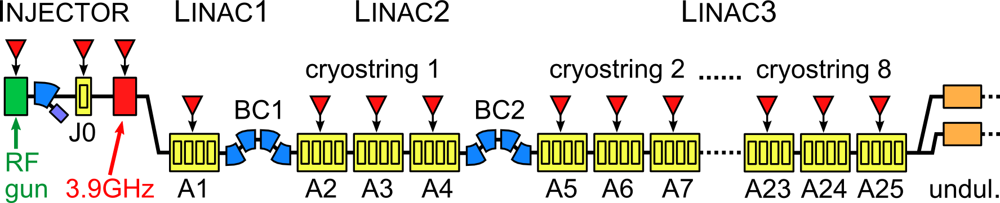 INJECTOR LINAC1 LINAC2 LINAC3
cryostring 1 cryostring 2 ...... cryostring 8
BC1 BC2
J0
RF
gun
3.9GHz
A1 A2 A3 A4 A5 A6 A7 A23 A24 A25 undul.